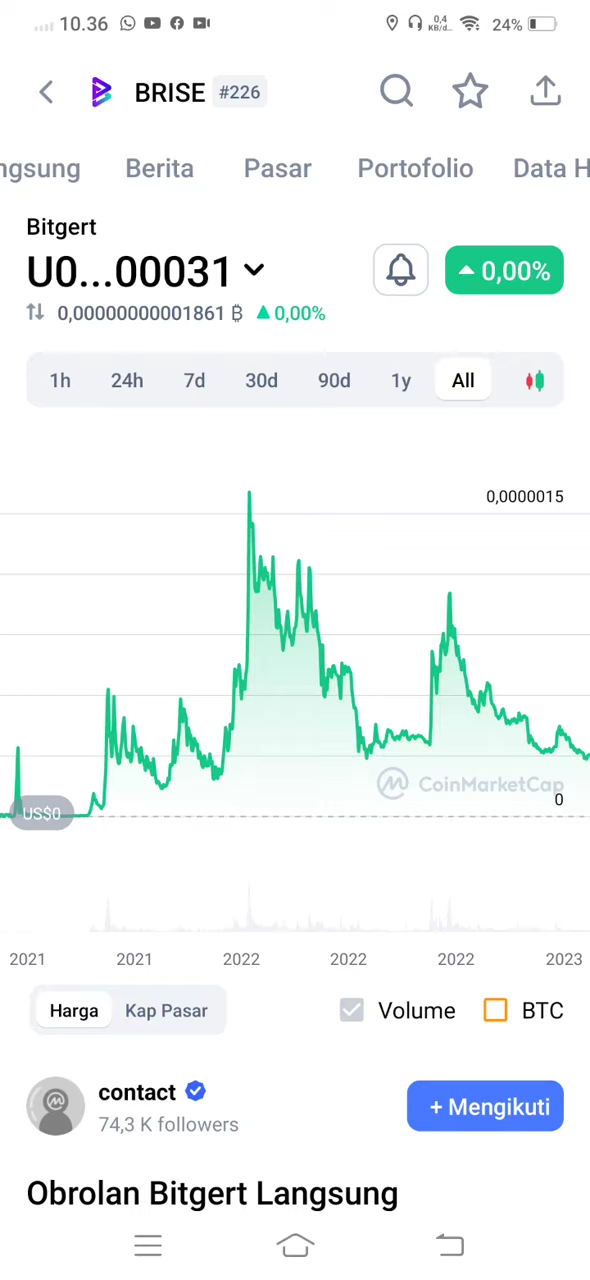 10.36
0,4
KB/d..
24%
BRISE #226
ngsung Berita Pasar Portofolio Data H
Bitgert
U0...00031
0,00%
0,00000000001861 ₿ 0,00%
1h 24h 7d 30d 90d 1y All
0,0000015
CoinMarketCap
0
US$0
2021 2021 2022 2022 2022 2023
Harga Kap Pasar Volume BTC
contact
74,3 K followers
+ Mengikuti
Obrolan Bitgert Langsung